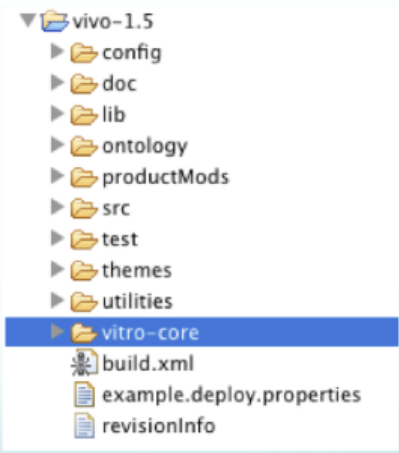 vivo-1.5
config
doc
lib
ontology
productMods
src
test
themes
utilities
vitro-core
build.xml
example.deploy.properties
revisionInfo